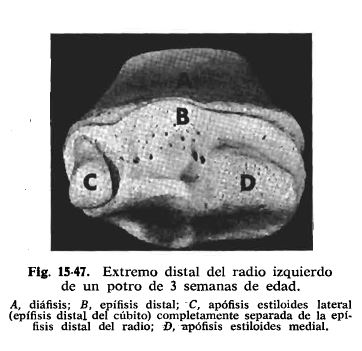 A
B
C
D
Fig. 15-47. Extremo distal del radio izquierdo
de un potro de 3 semanas de edad.
A, diáfisis; B, epífisis distal; C, apófisis estiloides lateral
(epífisis distal del cúbito) completamente separada de la epí-
fisis distal del radio; D, apófisis estiloides medial.